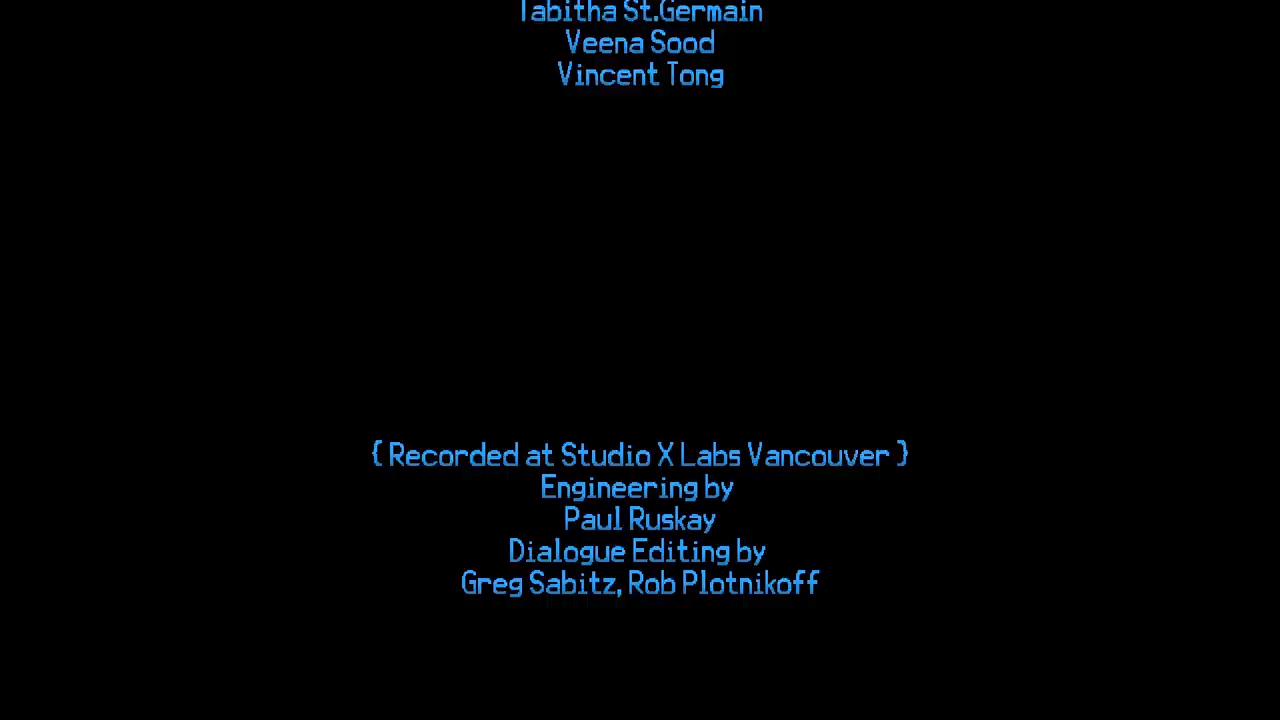 Tabitha St.Germain
Veena Sood
Vincent Tong
{ Recorded at Studio X Labs Vancouver }
Engineering by
Paul Ruskay
Dialogue Editing by
Greg Sabitz, Rob Plotnikoff